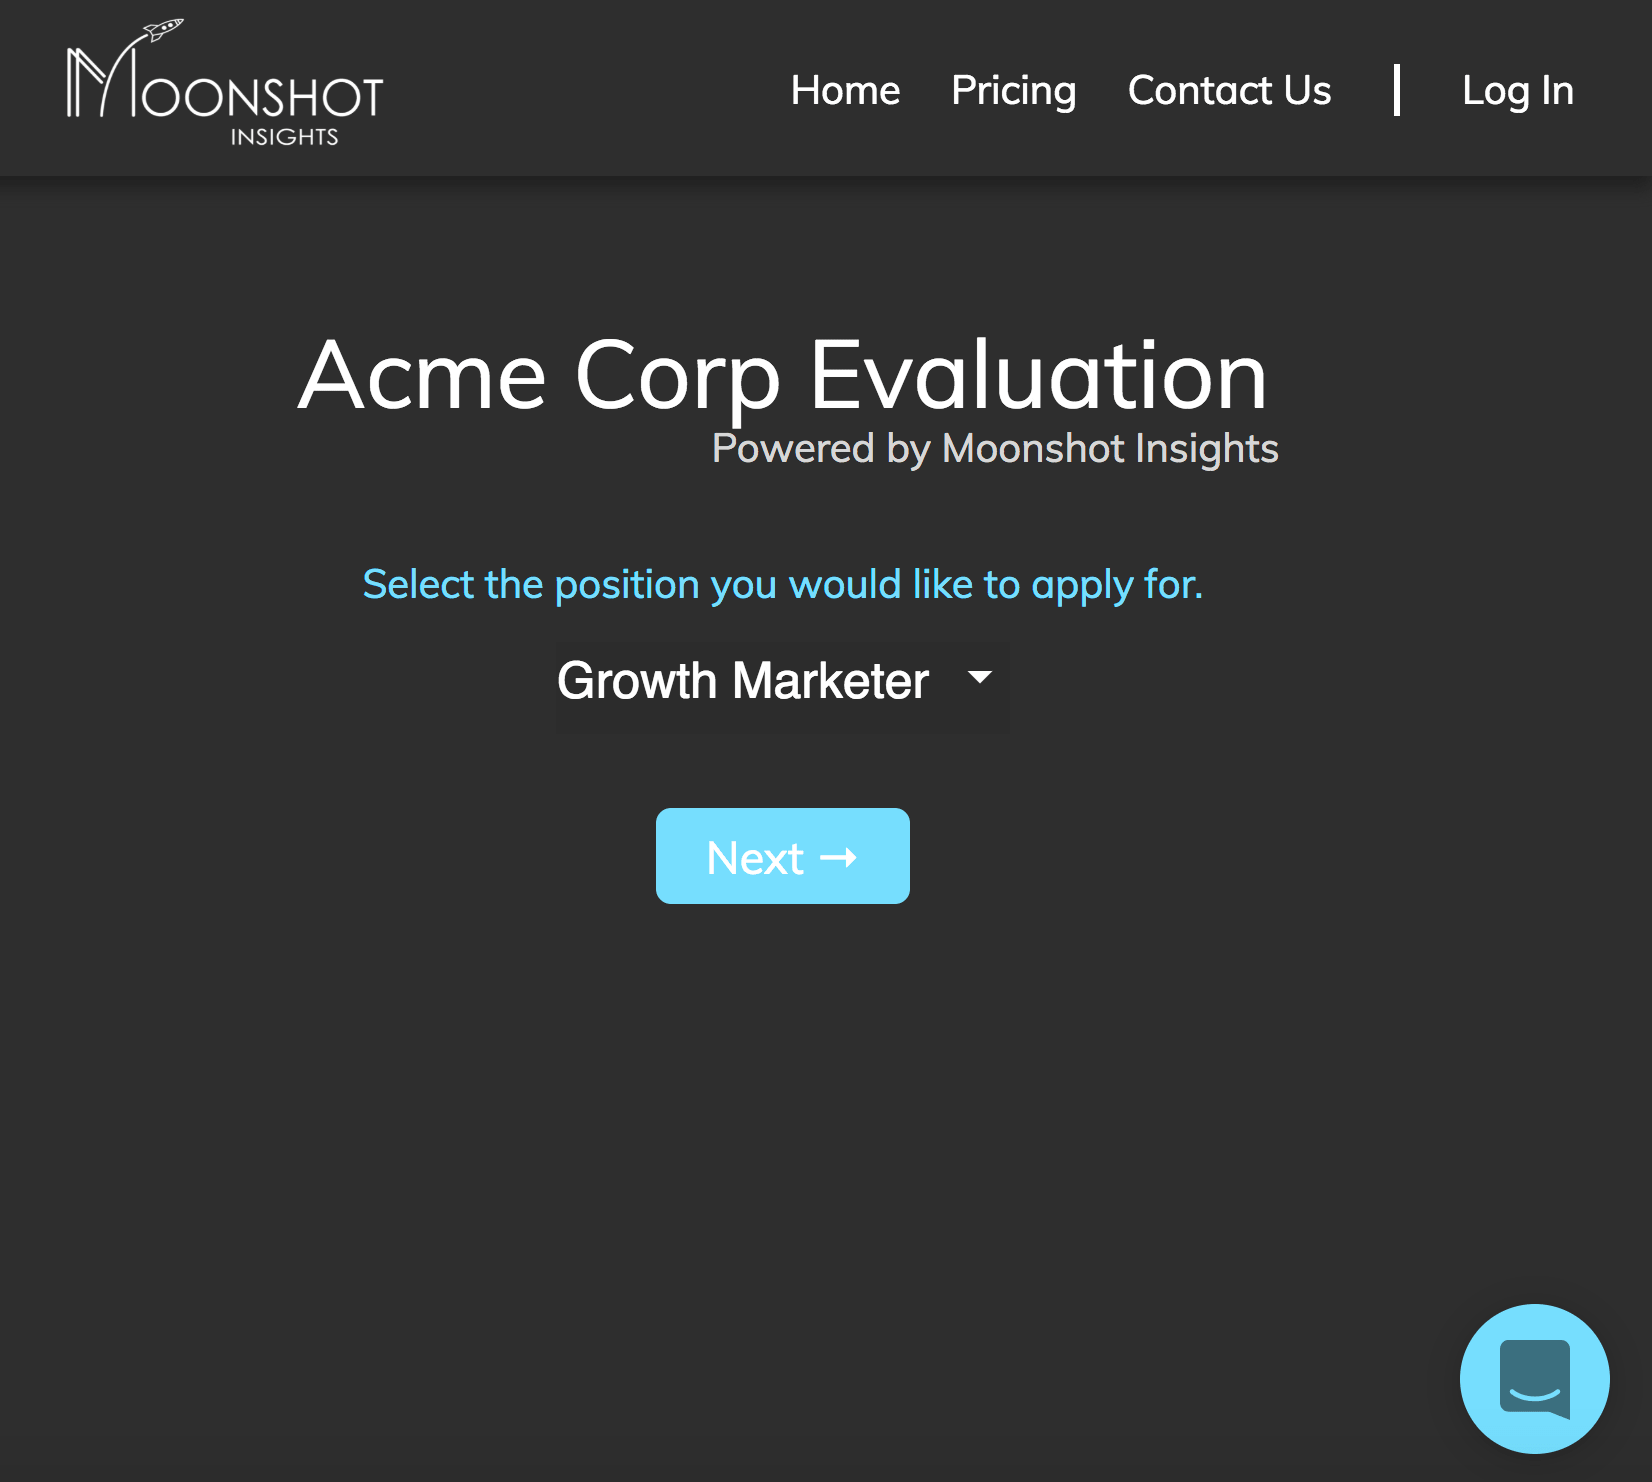 MOONSHOT
INSIGHTS
Home Pricing Contact Us | Log In
Acme Corp Evaluation
Powered by Moonshot Insights
Select the position you would like to apply for.
Growth Marketer
Next →